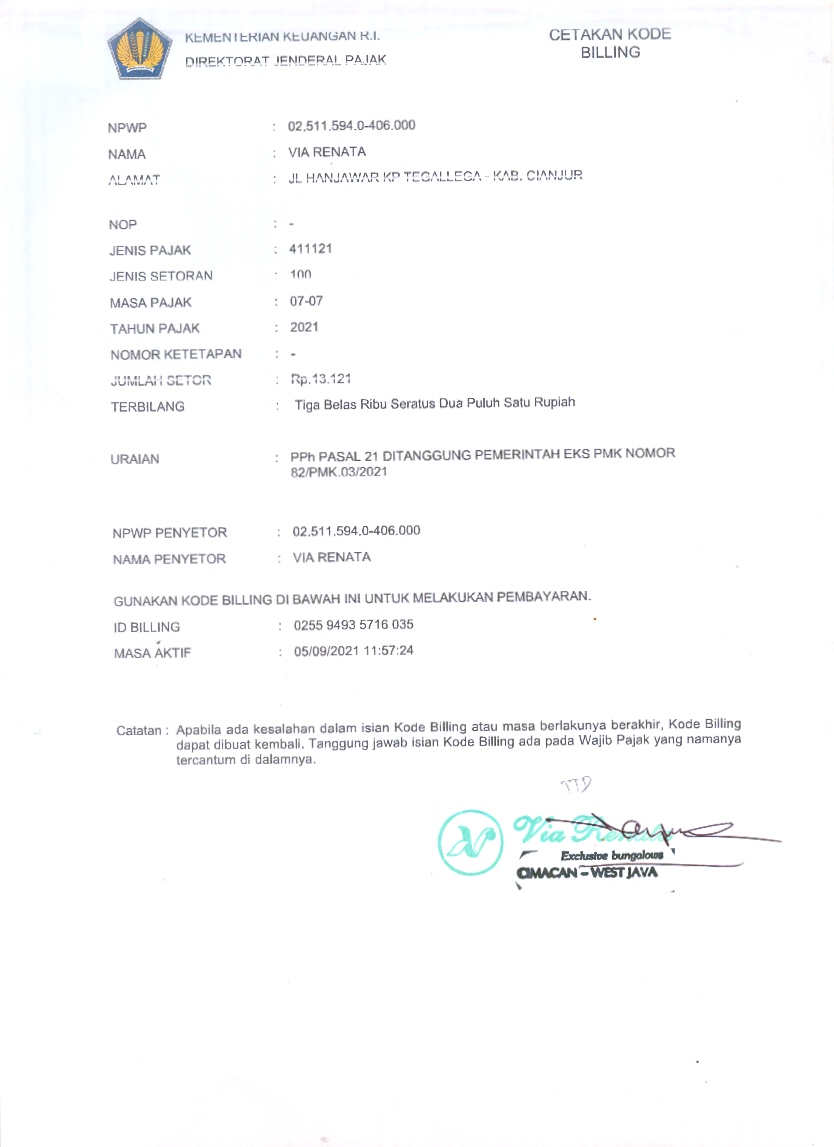 KEMENTERIAN KEUANGAN R.I.
DIREKTORAT JENDERAL PAJAK
CETAKAN KODE
BILLING
NPWP : 02.511.594.0-406.000
NAMA : VIA RENATA
ALAMAT : JL HANJAWAR KP TEGALLEGA - KAB. CIANJUR
NOP : -
JENIS PAJAK : 411121
JENIS SETORAN : 100
MASA PAJAK : 07-07
TAHUN PAJAK : 2021
NOMOR KETETAPAN : -
JUMLAH SETOR : Rp.13.121
TERBILANG : Tiga Belas Ribu Seratus Dua Puluh Satu Rupiah
URAIAN : PPh PASAL 21 DITANGGUNG PEMERINTAH EKS PMK NOMOR
82/PMK.03/2021
NPWP PENYETOR : 02.511.594.0-406.000
NAMA PENYETOR : VIA RENATA
GUNAKAN KODE BILLING DI BAWAH INI UNTUK MELAKUKAN PEMBAYARAN.
ID BILLING : 0255 9493 5716 035
MASA AKTIF : 05/09/2021 11:57:24
Catatan : Apabila ada kesalahan dalam isian Kode Billing atau masa berlakunya berakhir, Kode Billing
dapat dibuat kembali. Tanggung jawab isian Kode Billing ada pada Wajib Pajak yang namanya
tercantum di dalamnya.
TTD
Via Renata
Exclusive bungalows
CIMACAN - WEST JAVA